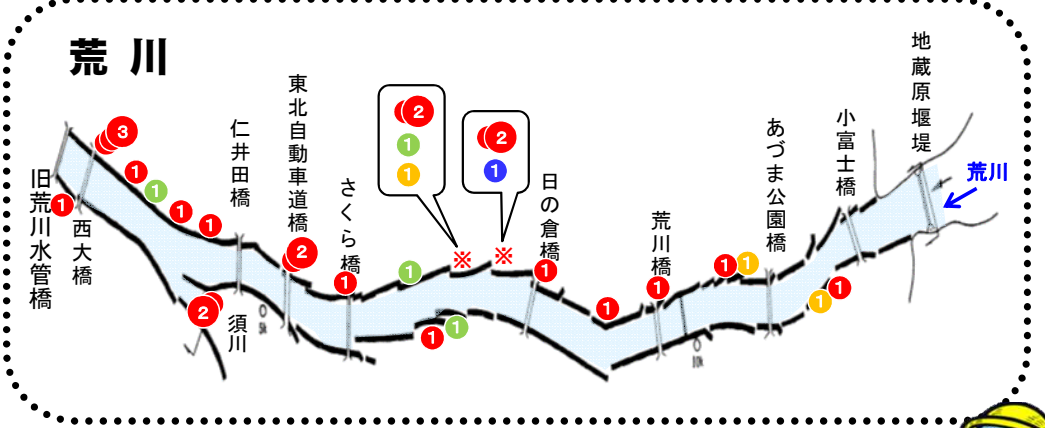 荒川
旧荒川水管橋
西大橋
仁井田橋
須川
東北自動車道橋
さくら橋
日の倉橋
荒川橋
あづま公園橋
小富士橋
地蔵原堰堤
荒川
3
1
1
1
1
1
2
2
1
1
2
1
1
※
2
1
※
1
1
1
1
1
1
1
1
1
5k
10k